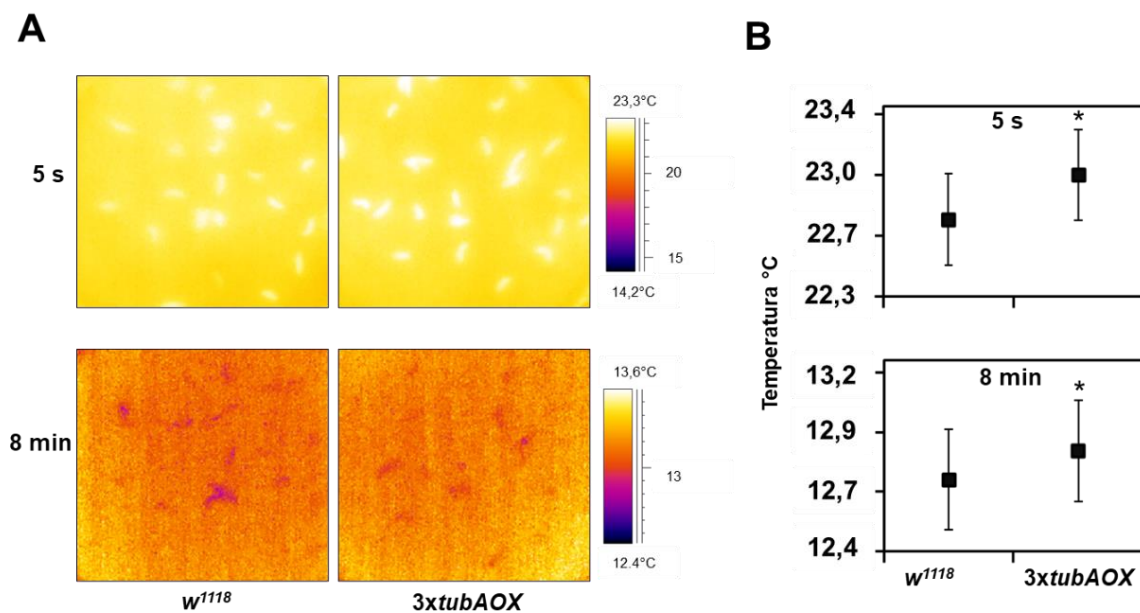 A
5 s
23,3°C
20
15
14,2°C
8 min
13,6°C
13
12.4°C
w¹¹¹⁸
3xtubAOX
B
Temperatura °C
23,4
23,0
22,7
22,3
5 s
*
13,2
12,9
12,7
12,4
8 min
*
w¹¹¹⁸
3xtubAOX